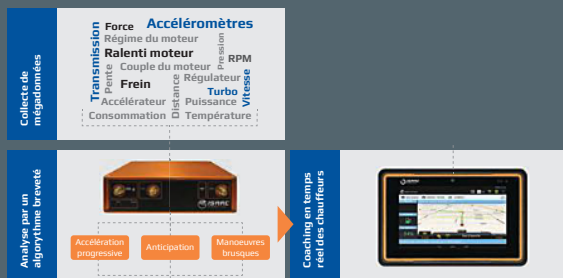 Collecte de
mégadonnées
Transmission
Force
Accéléromètres
Régime du moteur
Ralenti moteur
Pression
RPM
Pente
Couple du moteur
Frein
Distance
Régulateur
Turbo
Vitesse
Accélérateur
Puissance
Consommation
Température
Analyse par un
algorythme breveté
ISAAC
Accélération
progressive
Anticipation
Manoeuvres
brusques
Coaching en temps
réel des chauffeurs
ISAAC